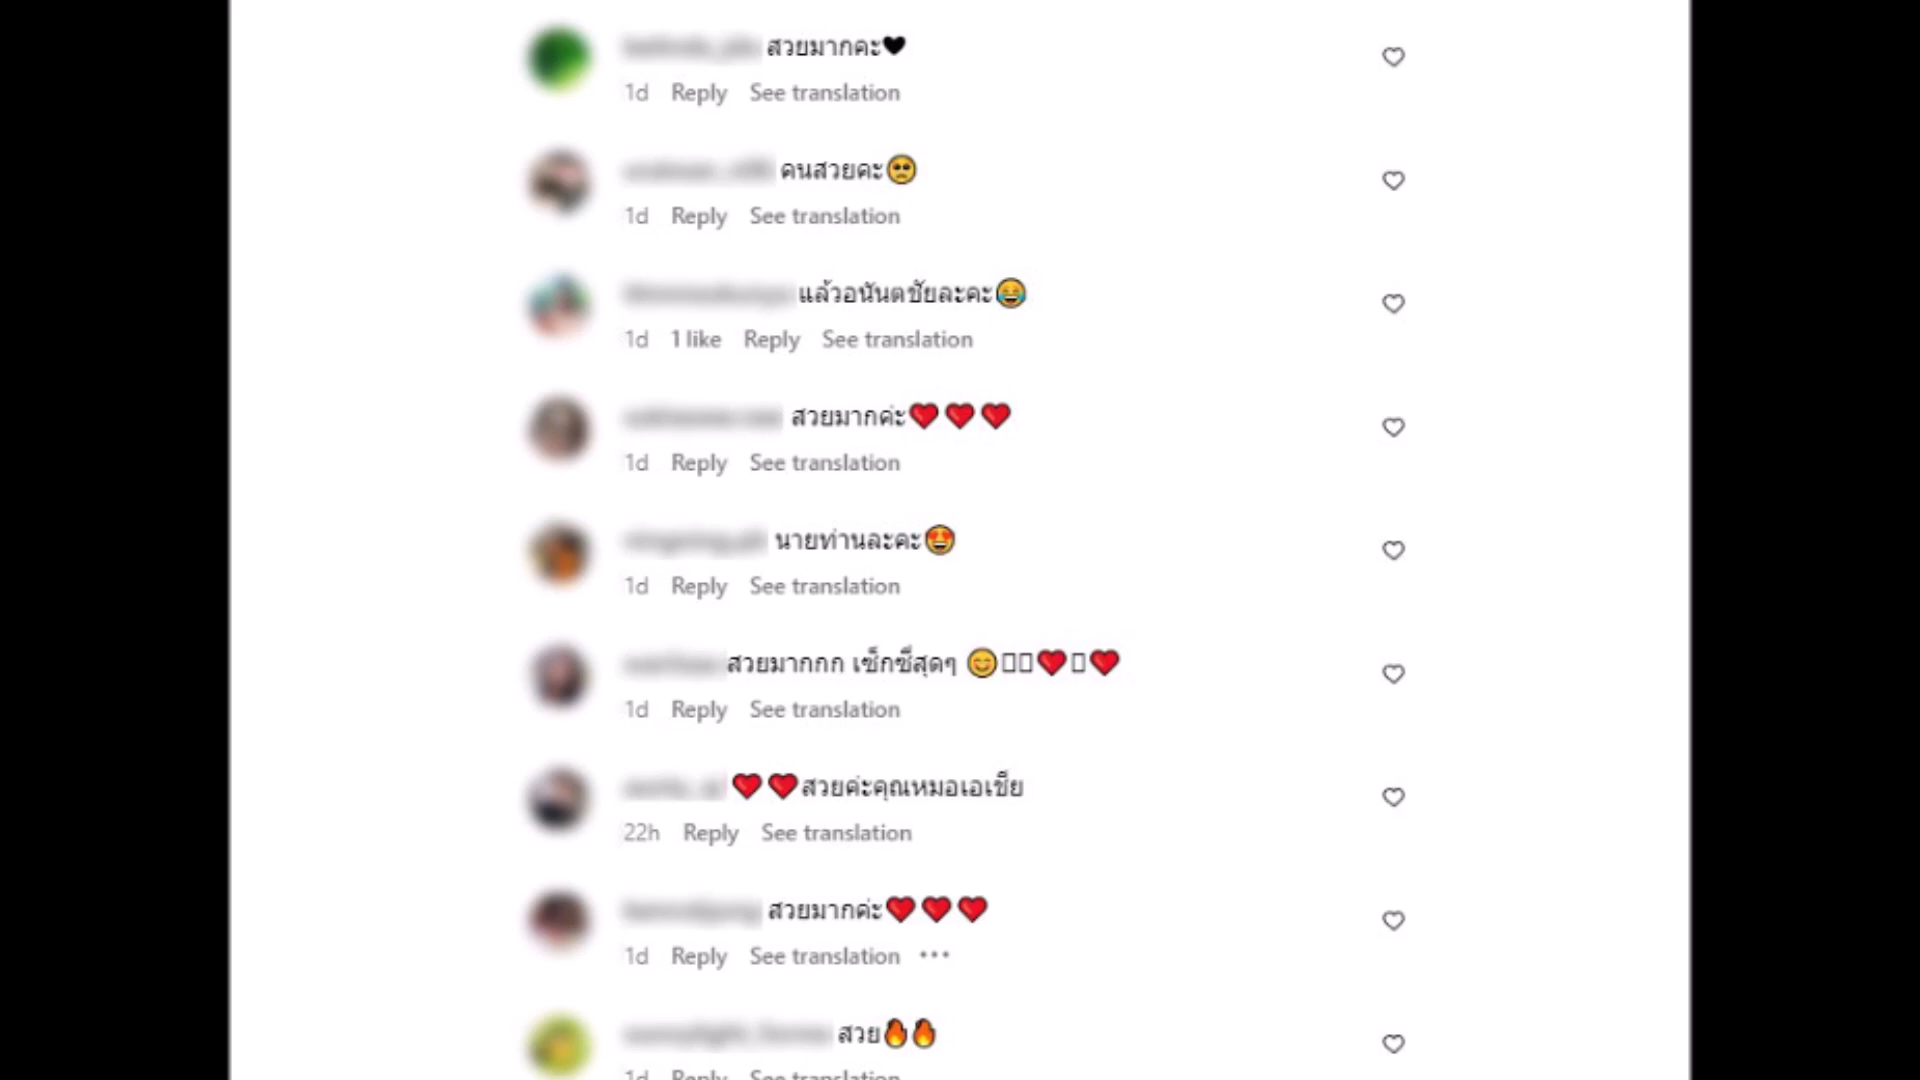 สวยมากคะ🖤
1d Reply See translation
คนสวยคะ🥺
1d Reply See translation
แล้วอนันตชัยละคะ😂
1d 1 like Reply See translation
สวยมากค่ะ❤️❤️❤️
1d Reply See translation
นายท่านละคะ🤩
1d Reply See translation
สวยมากกก เซ็กซี่สุดๆ 😊▯▯❤️▯❤️
1d Reply See translation
❤️❤️สวยค่ะคุณหมอเอเชีย
22h Reply See translation
สวยมากค่ะ❤️❤️❤️
1d Reply See translation •••
สวย🔥🔥
1d Reply See translation